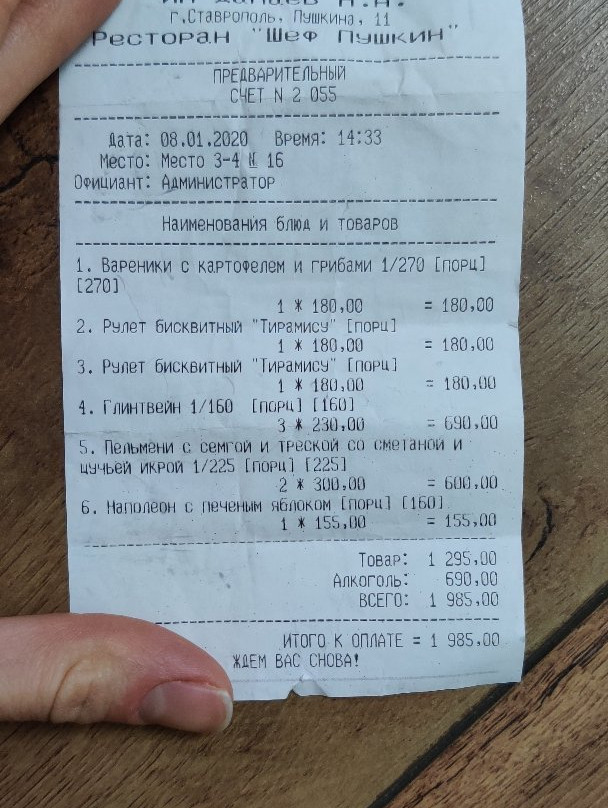 г.Ставрополь, Пушкина, 11
Ресторан "Шеф Пушкин"
ПРЕДВАРИТЕЛЬНЫЙ
СЧЕТ N 2 055
Дата: 08.01.2020 Время: 14:33
Место: Место 3-4 № 16
Официант: Администратор
Наименования блюд и товаров
1. Вареники с картофелем и грибами 1/270 [порц]
[270]
1 * 180,00 = 180,00
2. Рулет бисквитный "Тирамису" [порц]
1 * 180,00 = 180,00
3. Рулет бисквитный "Тирамису" [порц]
1 * 180,00 = 180,00
4. Глинтвейн 1/160 [порц] [160]
3 * 230,00 = 690,00
5. Пельмени с семгой и треской со сметаной и
щучьей икрой 1/225 [порц] [225]
2 * 300,00 = 600,00
6. Наполеон с печеным яблоком [порц] [160]
1 * 155,00 = 155,00
Товар: 1 295,00
Алкоголь: 690,00
ВСЕГО: 1 985,00
ИТОГО К ОПЛАТЕ = 1 985,00
ЖДЕМ ВАС СНОВА!